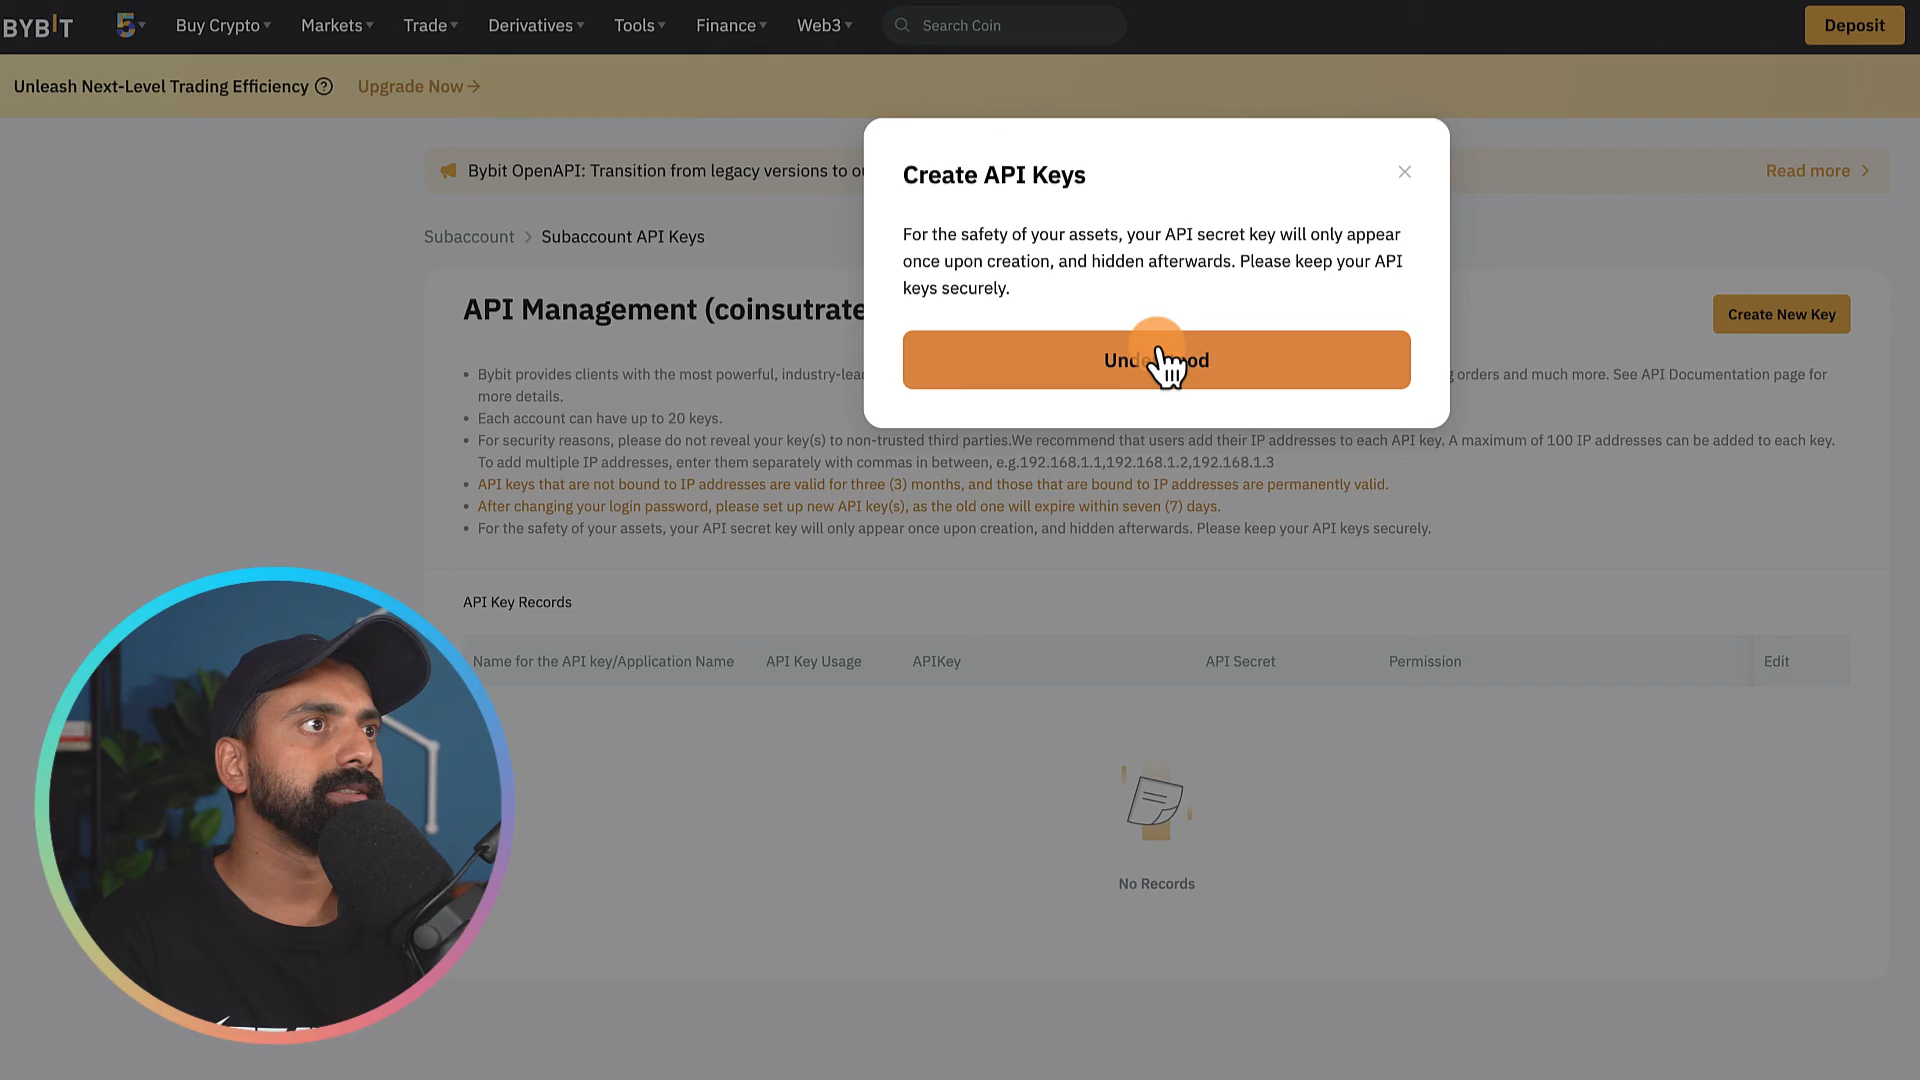 BYBIT
Buy Crypto
Markets
Trade
Derivatives
Tools
Finance
Web3
Search Coin
Deposit
Unleash Next-Level Trading Efficiency
Upgrade Now
Bybit OpenAPI: Transition from legacy versions to
Read more
Subaccount > Subaccount API Keys
Create API Keys
For the safety of your assets, your API secret key will only appear
once upon creation, and hidden afterwards. Please keep your API
keys securely.
API Management (coinsutrate
Create New Key
Bybit provides clients with the most powerful, orders and much more. See API Documentation page for
more details.
Each account can have up to 20 keys.
For security reasons, please do not reveal your key(s) to non-trusted third parties.We recommend that users add their IP addresses to each API key. A maximum of 100 IP addresses can be added to each key.
To add multiple IP addresses, enter them separately with commas in between, e.g.192.168.1.1,192.168.1.2,192.168.1.3
API keys that are not bound to IP addresses are valid for three (3) months, and those that are bound to IP addresses are permanently valid.
After changing your login password, please set up new API key(s), as the old one will expire within seven (7) days.
For the safety of your assets, your API secret key will only appear once upon creation, and hidden afterwards. Please keep your API keys securely.
API Key Records
Name for the API key/Application Name
API Key Usage
APIKey
API Secret
Permission
Edit
No Records